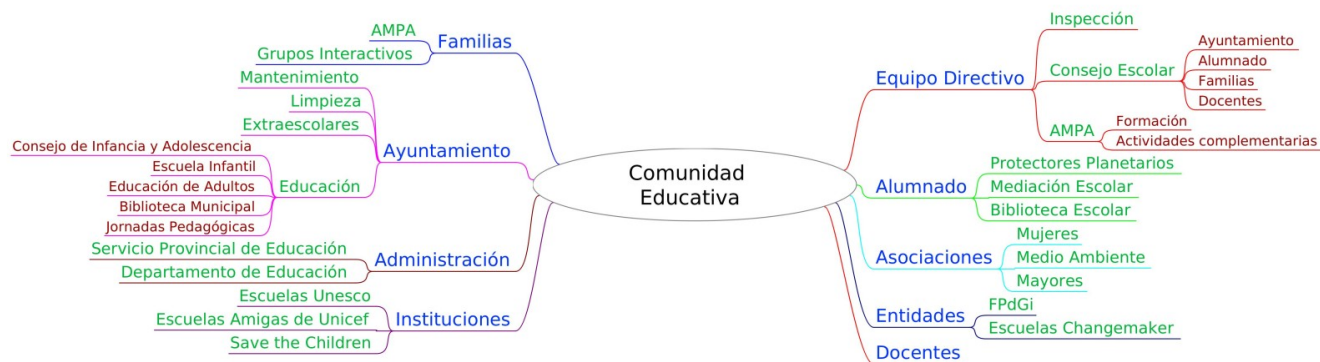 Comunidad
Educativa
Familias
AMPA
Grupos Interactivos
Ayuntamiento
Mantenimiento
Limpieza
Extraescolares
Educación
Consejo de Infancia y Adolescencia
Escuela Infantil
Educación de Adultos
Biblioteca Municipal
Jornadas Pedagógicas
Administración
Servicio Provincial de Educación
Departamento de Educación
Instituciones
Escuelas Unesco
Escuelas Amigas de Unicef
Save the Children
Equipo Directivo
Inspección
Consejo Escolar
Ayuntamiento
Alumnado
Familias
Docentes
AMPA
Formación
Actividades complementarias
Alumnado
Protectores Planetarios
Mediación Escolar
Biblioteca Escolar
Asociaciones
Mujeres
Medio Ambiente
Mayores
Entidades
FPdGi
Escuelas Changemaker
Docentes